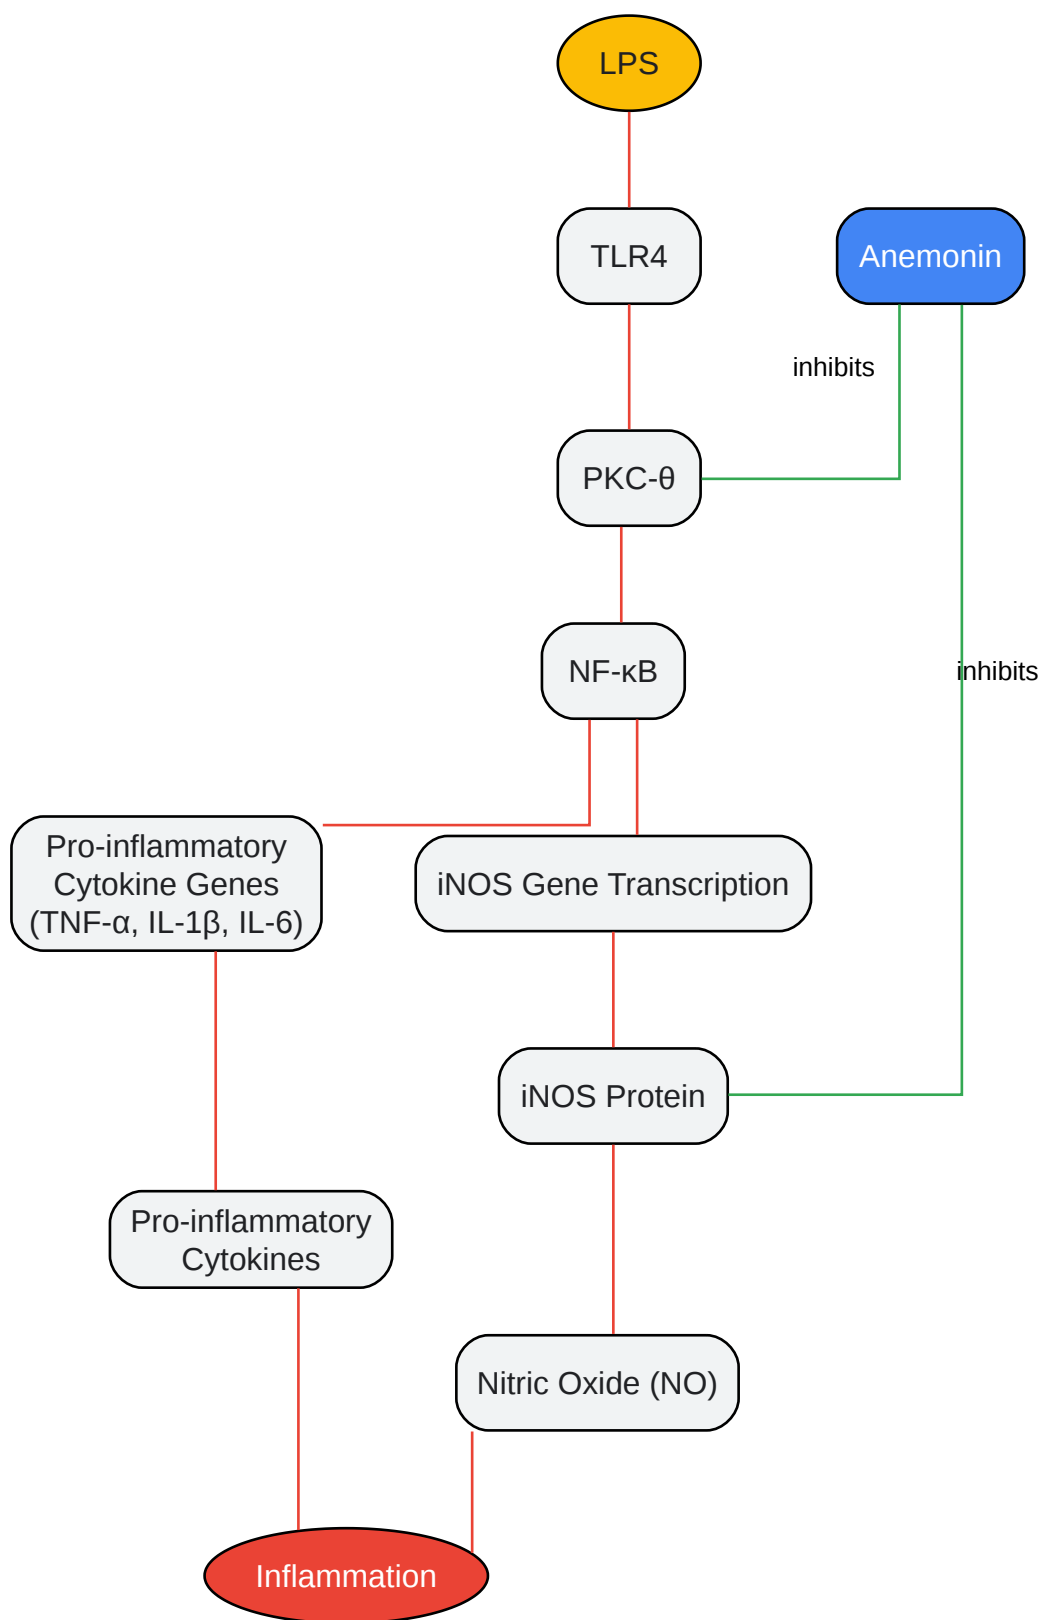 LPS
TLR4
Anemonin
inhibits
PKC-θ
NF-κB
inhibits
Pro-inflammatory
Cytokine Genes
(TNF-α, IL-1β, IL-6)
iNOS Gene Transcription
iNOS Protein
Pro-inflammatory
Cytokines
Nitric Oxide (NO)
Inflammation